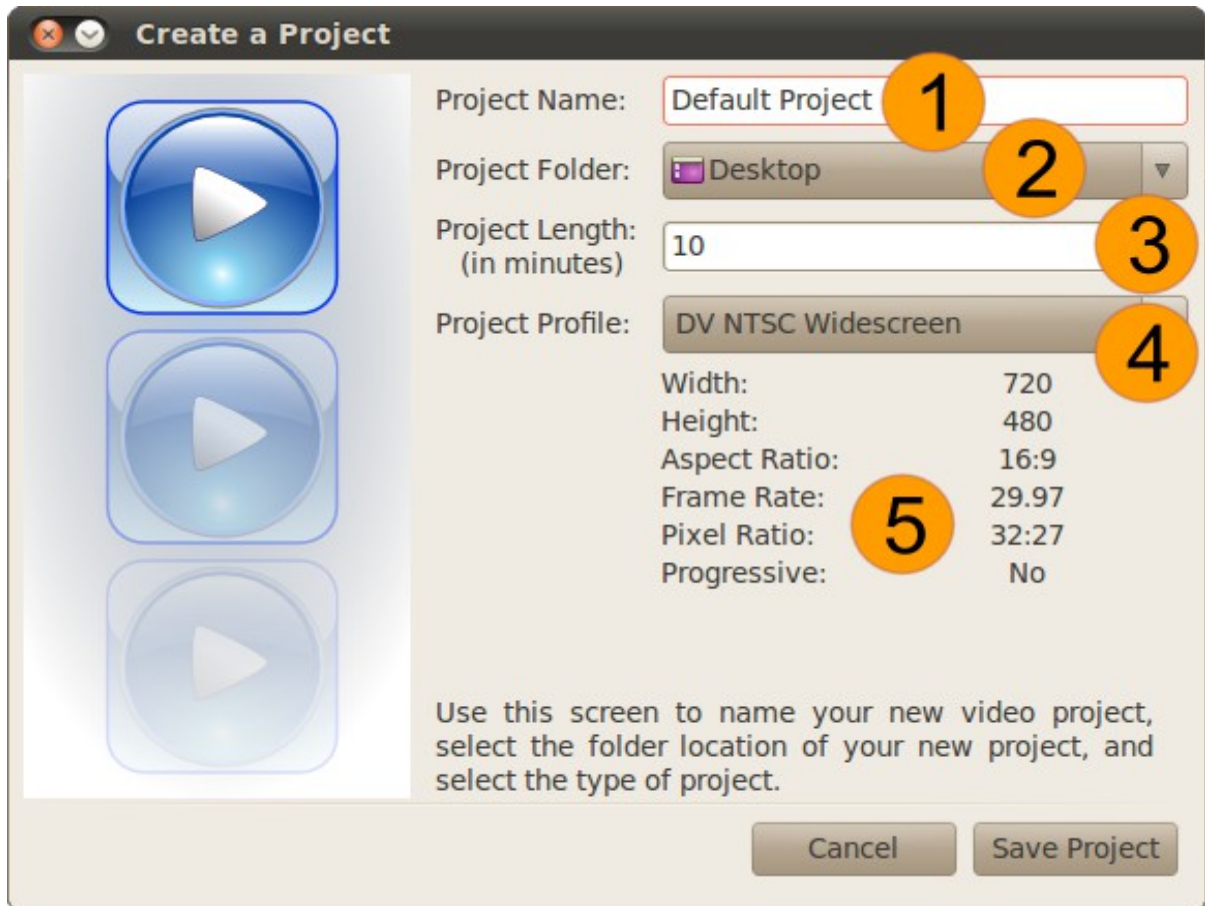 Create a Project
Project Name: Default Project 1
Project Folder: Desktop 2
Project Length:
(in minutes) 10 3
Project Profile: DV NTSC Widescreen 4
Width: 720
Height: 480
Aspect Ratio: 16:9
Frame Rate: 29.97
5
Pixel Ratio: 32:27
Progressive: No
Use this screen to name your new video project,
select the folder location of your new project, and
select the type of project.
Cancel Save Project